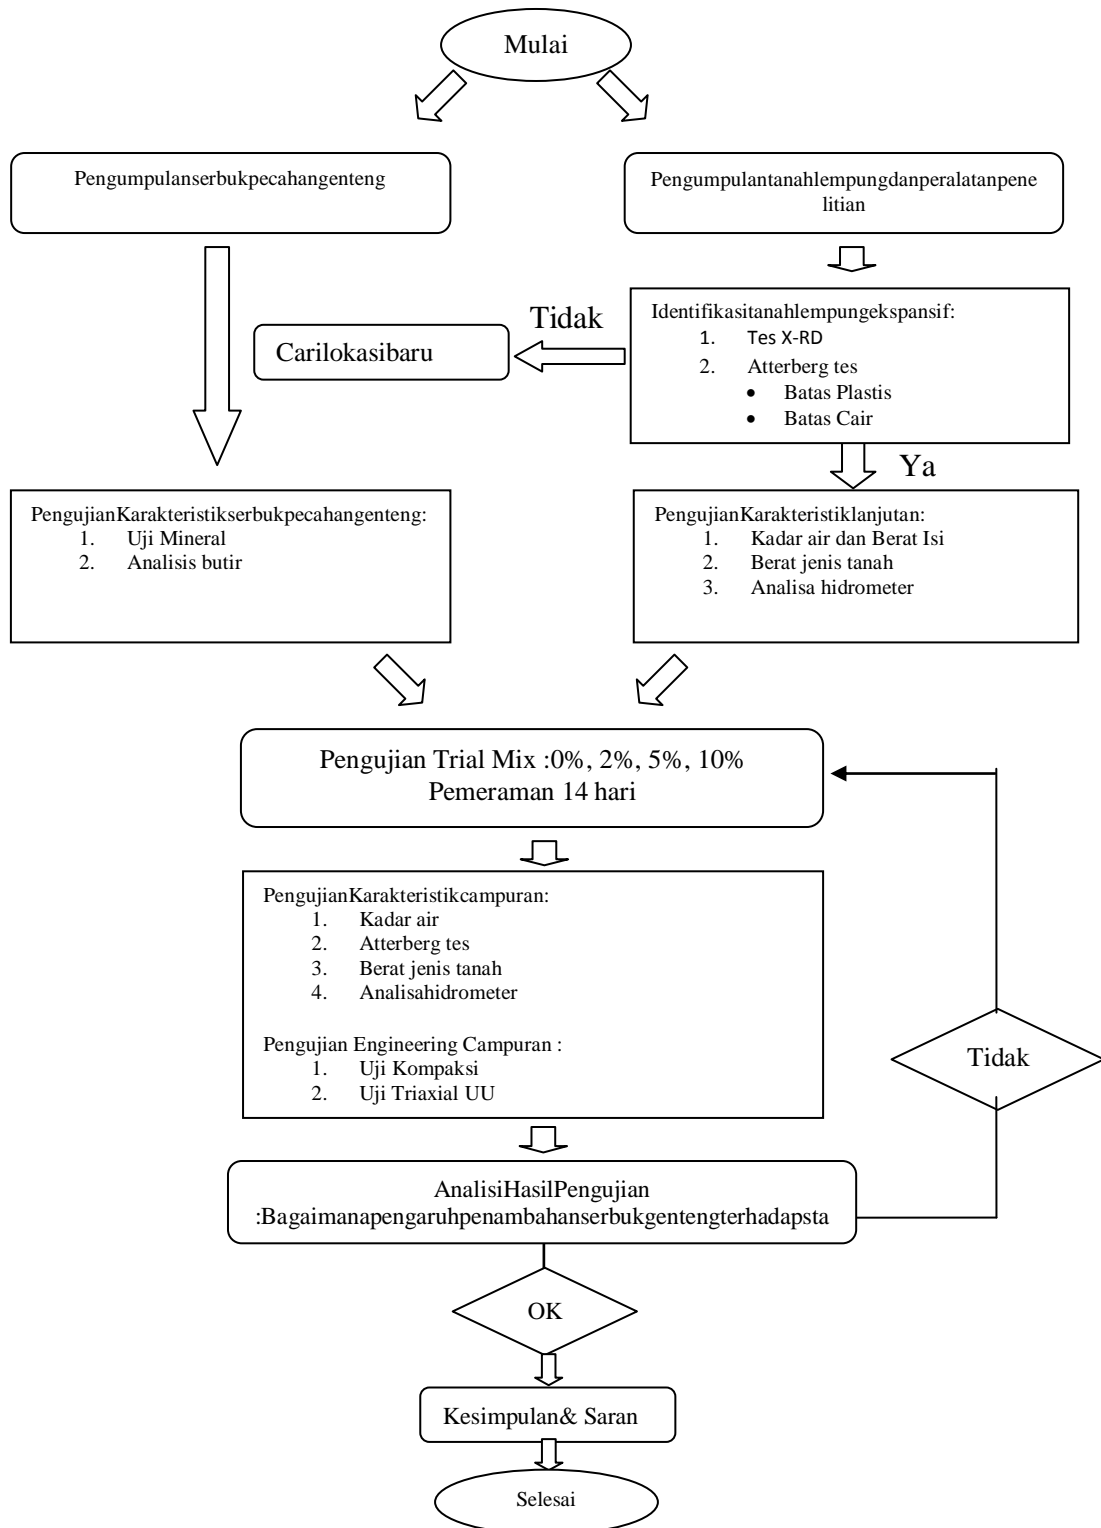 Mulai
Pengumpulanserbukpecahangenteng
Pengumpulantanahlempungdanperalatanpene
litian
Identifikasitanahlempungekspansif:
1. Tes X-RD
2. Atterberg tes
• Batas Plastis
• Batas Cair
Tidak
Carilokasibaru
Ya
PengujianKarakteristikserbukpecahangenteng:
1. Uji Mineral
2. Analisis butir
PengujianKarakteristiklanjutan:
1. Kadar air dan Berat Isi
2. Berat jenis tanah
3. Analisa hidrometer
Pengujian Trial Mix :0%, 2%, 5%, 10%
Pemeraman 14 hari
PengujianKarakteristikcampuran:
1. Kadar air
2. Atterberg tes
3. Berat jenis tanah
4. Analisahidrometer
Pengujian Engineering Campuran :
1. Uji Kompaksi
2. Uji Triaxial UU
Tidak
AnalisiHasilPengujian
:Bagaimanapengaruhpenambahanserbukgentengterhadapsta
OK
Kesimpulan& Saran
Selesai